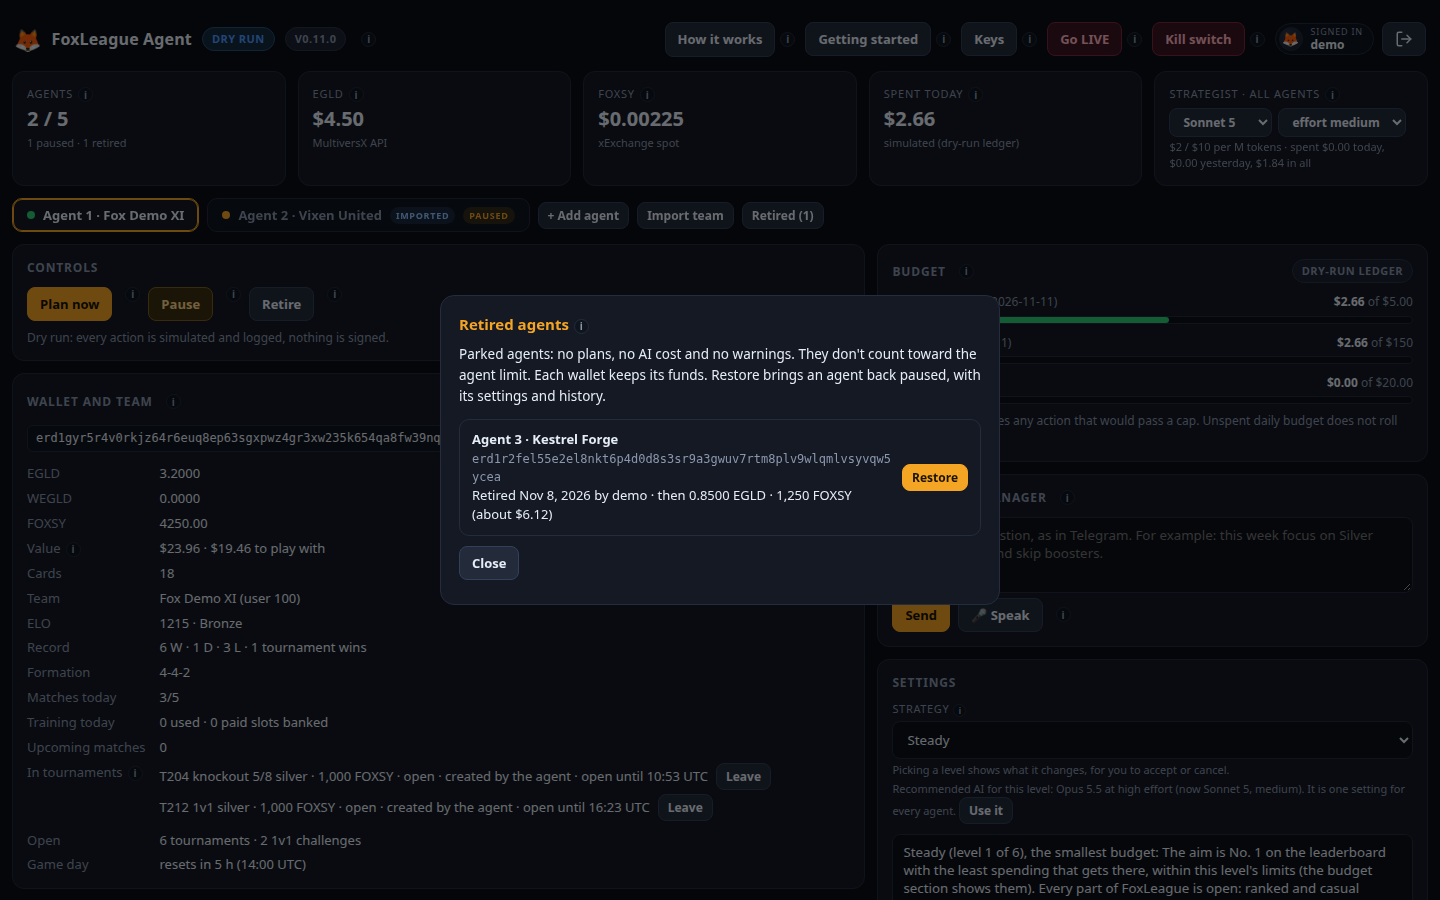 FoxLeague Agent
DRY RUN
V0.11.0
i
How it works
i
Getting started
i
Keys
i
Go LIVE
i
Kill switch
i
SIGNED IN
demo
AGENTS i
2 / 5
1 paused · 1 retired
EGLD i
$4.50
MultiversX API
FOXSY i
$0.00225
xExchange spot
SPENT TODAY i
$2.66
simulated (dry-run ledger)
STRATEGIST · ALL AGENTS i
Sonnet 5
effort medium
$2 / $10 per M tokens · spent $0.00 today,
$0.00 yesterday, $1.84 in all
Agent 1 · Fox Demo XI
Agent 2 · Vixen United IMPORTED PAUSED
+ Add agent
Import team
Retired (1)
CONTROLS
Plan now
i
Pause
i
Retire
i
Dry run: every action is simulated and logged, nothing is signed.
WALLET AND TEAM i
erd1gyr5r4v0rkjz64r6euq8ep63sgxpwz4gr3xw235k654qa8fw39nq
EGLD 3.2000
WEGLD 0.0000
FOXSY 4250.00
Value i $23.96 · $19.46 to play with
Cards 18
Team Fox Demo XI (user 100)
ELO 1215 · Bronze
Record 6 W · 1 D · 3 L · 1 tournament wins
Formation 4-4-2
Matches today 3/5
Training today 0 used · 0 paid slots banked
Upcoming matches 0
In tournaments i T204 knockout 5/8 silver · 1,000 FOXSY · open · created by the agent · open until 10:53 UTC Leave
T212 1v1 silver · 1,000 FOXSY · open · created by the agent · open until 16:23 UTC Leave
Open 6 tournaments · 2 1v1 challenges
Game day resets in 5 h (14:00 UTC)
Retired agents i
Parked agents: no plans, no AI cost and no warnings. They don't count toward the
agent limit. Each wallet keeps its funds. Restore brings an agent back paused, with
its settings and history.
Agent 3 · Kestrel Forge
erd1r2fel55e2el8nkt6p4d0d8s3sr9a3gwuv7rtm8plv9wlqmlvsyvqw5
ycea
Retired Nov 8, 2026 by demo · then 0.8500 EGLD · 1,250 FOXSY
(about $6.12)
Restore
Close
BUDGET i
DRY-RUN LEDGER
2026-11-11) $2.66 of $5.00
1) $2.66 of $150
$0.00 of $20.00
es any action that would pass a cap. Unspent daily budget does not roll
NAGER i
stion, as in Telegram. For example: this week focus on Silver
nd skip boosters.
Send
Speak
i
SETTINGS
STRATEGY i
Steady
Picking a level shows what it changes, for you to accept or cancel.
Recommended AI for this level: Opus 5.5 at high effort (now Sonnet 5, medium). It is one setting for
every agent. Use it
Steady (level 1 of 6), the smallest budget: The aim is No. 1 on the leaderboard
with the least spending that gets there, within this level's limits (the budget
section shows them). Every part of FoxLeague is open: ranked and casual